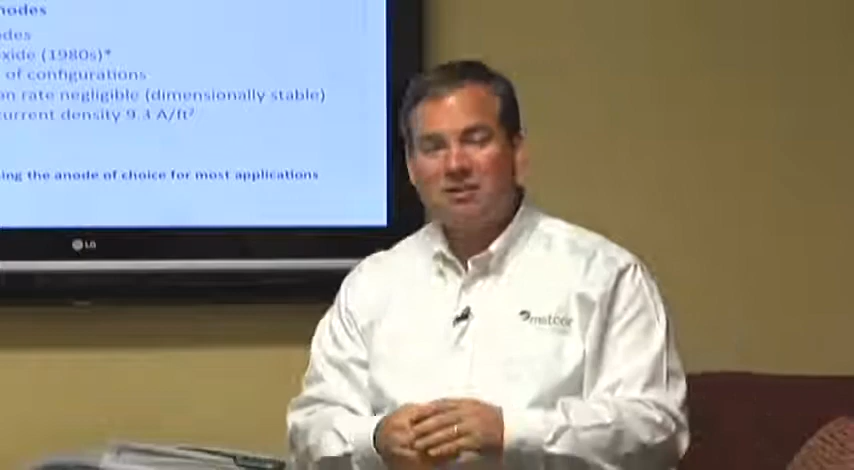 nodes
odes
xide (1980s)*
of configurations
on rate negligible (dimensionally stable)
current density 9.3 A/ft²
ing the anode of choice for most applications
LG
matcor